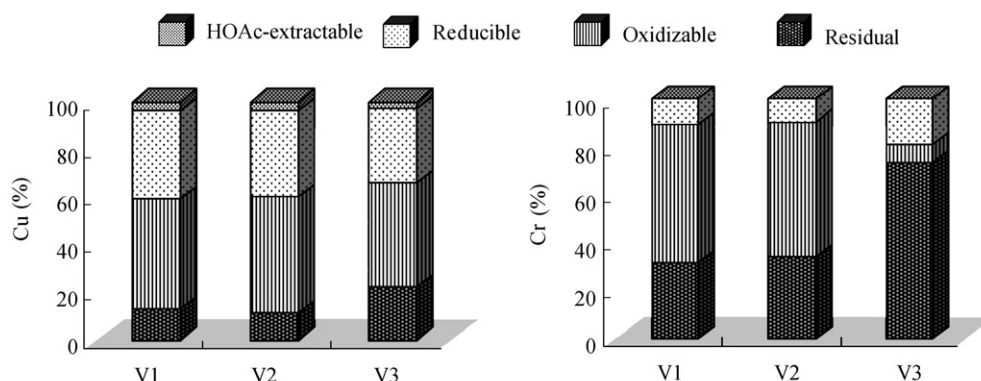 HOAc-extractable Reducible Oxidizable Residual
Cu (%)
100
80
60
40
20
0
V1 V2 V3
Cr (%)
100
80
60
40
20
0
V1 V2 V3